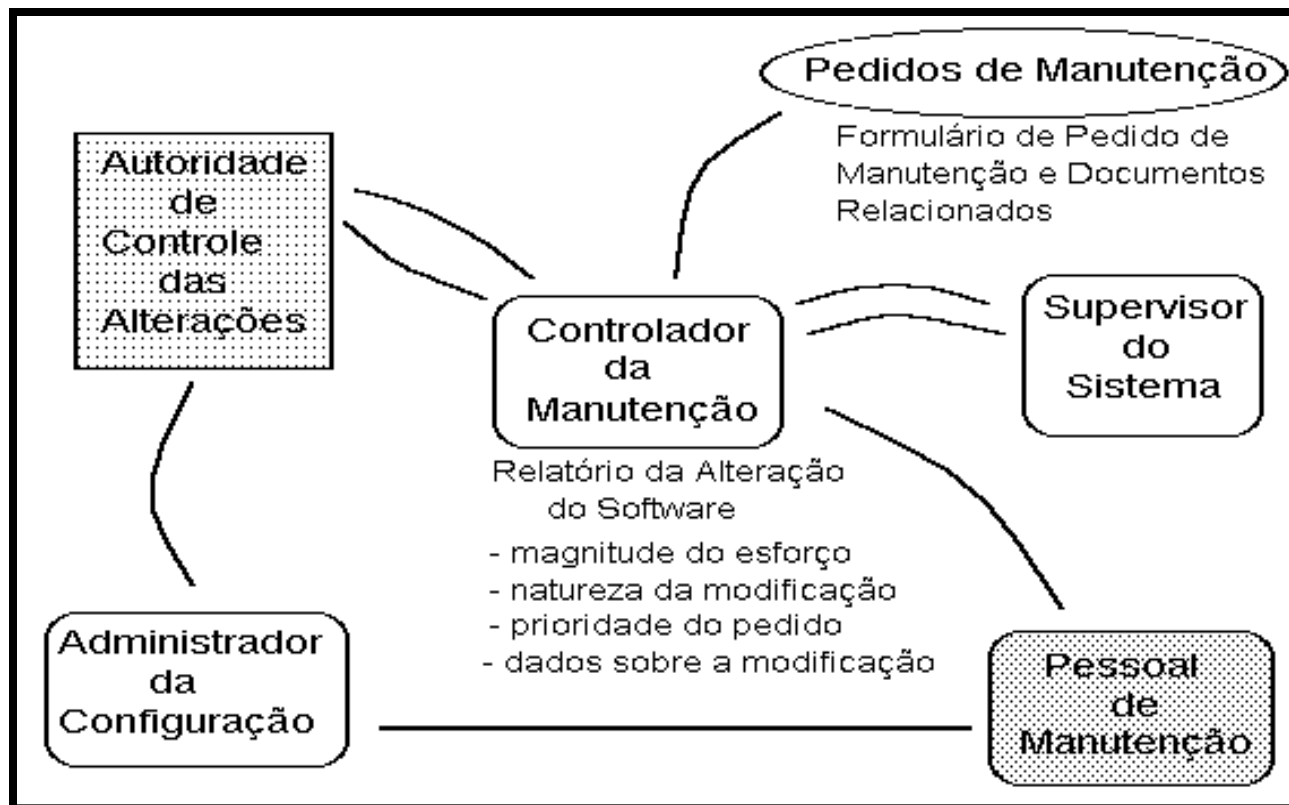 Pedidos de Manutenção
Formulário de Pedido de
Manutenção e Documentos
Relacionados
Autoridade
de
Controle
das
Alterações
Controlador
da
Manutenção
Supervisor
do
Sistema
Relatório da Alteração
do Software
- magnitude do esforço
- natureza da modificação
- prioridade do pedido
- dados sobre a modificação
Administrador
da
Configuração
Pessoal
de
Manutenção